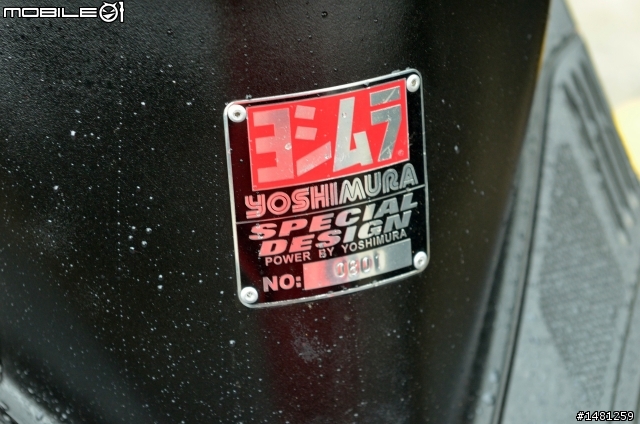 MOBILE01
ヨシムラ
YOSHIMURA
SPECIAL
DESIGN
POWER BY YOSHIMURA
NO: 0801
#1481259